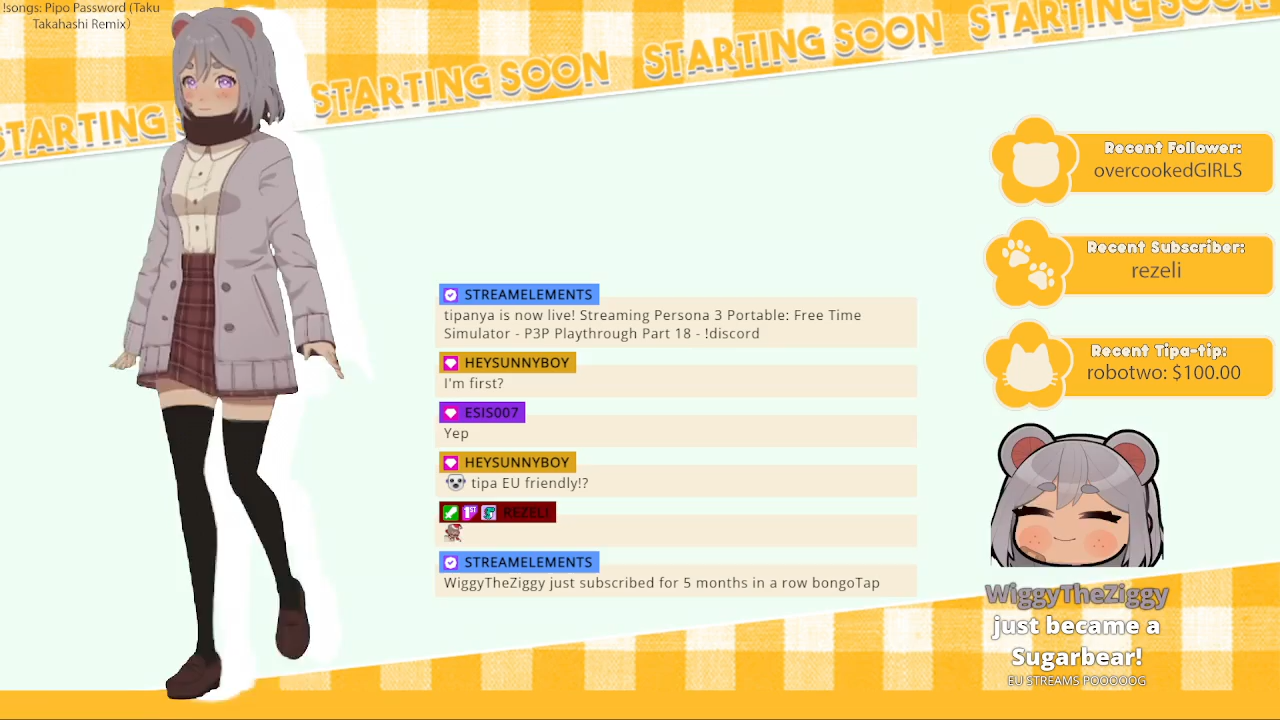 !songs: Pipo Password (Taku
Takahashi Remix)
STARTING SOON STARTING SOON STARTING SOON STARTING SOON
Recent Follower:
overcookedGIRLS
Recent Subscriber:
rezeli
Recent Tipa-tip:
robotwo: $100.00
STREAMELEMENTS
tipanya is now live! Streaming Persona 3 Portable: Free Time
Simulator - P3P Playthrough Part 18 - !discord
HEYSUNNYBOY
I'm first?
ESIS007
Yep
HEYSUNNYBOY
tipa EU friendly!?
1ST REZELI
STREAMELEMENTS
WiggyTheZiggy just subscribed for 5 months in a row bongoTap
WiggyTheZiggy
just became a
Sugarbear!
EU STREAMS POOOOOG